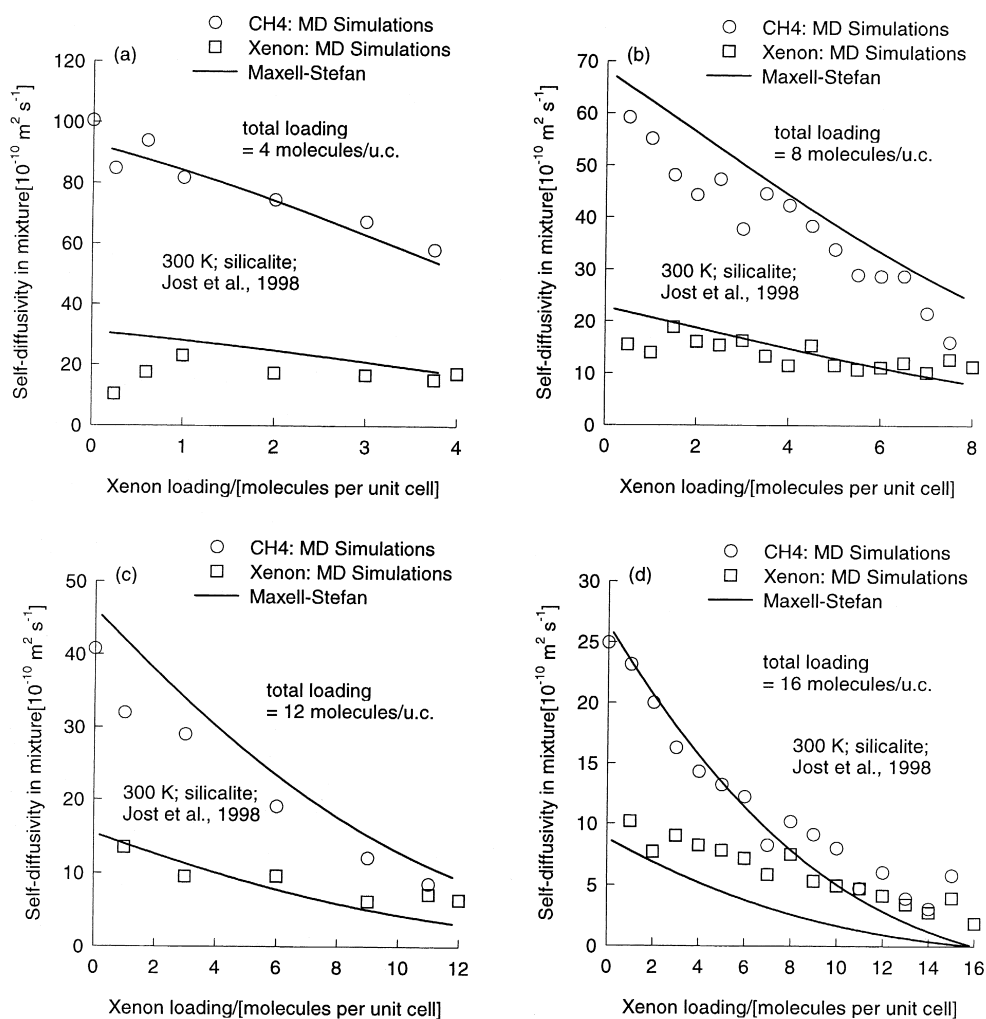 CH4: MD Simulations
Xenon: MD Simulations
Maxell-Stefan
(a)
120
100
80
60
40
20
0
total loading
= 4 molecules/u.c.
300 K; silicalite;
Jost et al., 1998
Self-diffusivity in mixture[10⁻¹⁰ m² s⁻¹]
0 1 2 3 4
Xenon loading/[molecules per unit cell]
CH4: MD Simulations
Xenon: MD Simulations
Maxell-Stefan
(b)
70
60
50
40
30
20
10
0
total loading
= 8 molecules/u.c.
300 K; silicalite;
Jost et al., 1998
Self-diffusivity in mixture[10⁻¹⁰ m² s⁻¹]
0 2 4 6 8
Xenon loading/[molecules per unit cell]
CH4: MD Simulations
Xenon: MD Simulations
Maxell-Stefan
(c)
50
40
30
20
10
0
total loading
= 12 molecules/u.c.
300 K; silicalite;
Jost et al., 1998
Self-diffusivity in mixture[10⁻¹⁰ m² s⁻¹]
0 2 4 6 8 10 12
Xenon loading/[molecules per unit cell]
CH4: MD Simulations
Xenon: MD Simulations
Maxell-Stefan
(d)
30
25
20
15
10
5
0
total loading
= 16 molecules/u.c.
300 K; silicalite;
Jost et al., 1998
Self-diffusivity in mixture[10⁻¹⁰ m² s⁻¹]
0 2 4 6 8 10 12 14 16
Xenon loading/[molecules per unit cell]